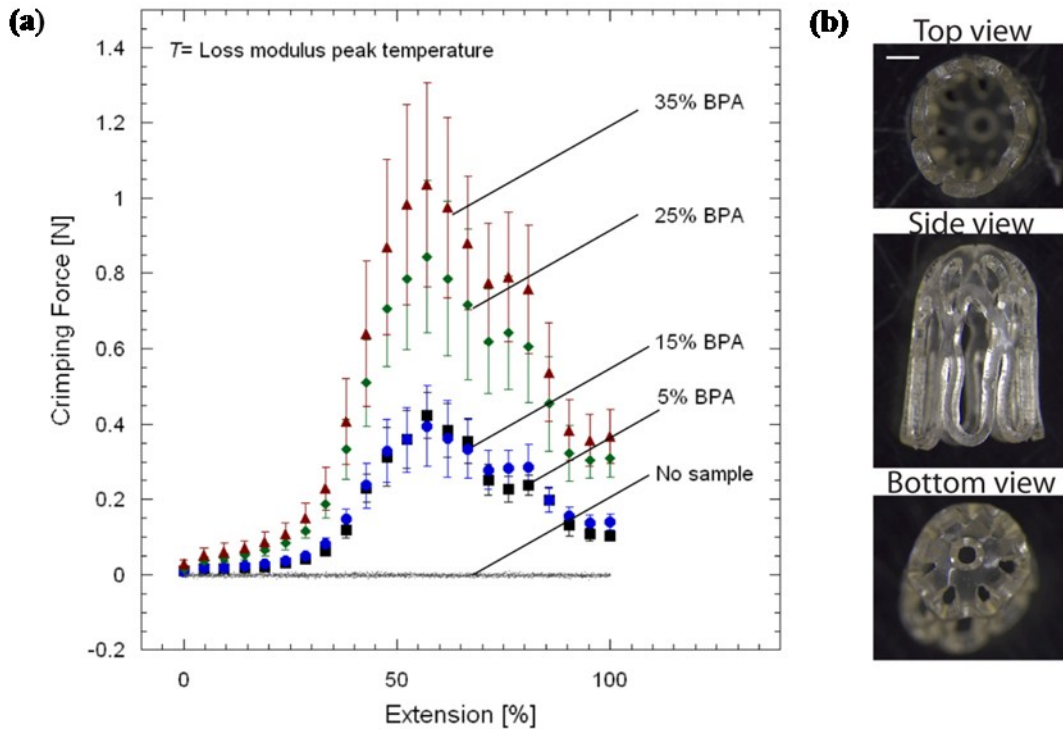 (a)
T= Loss modulus peak temperature
1.4
1.2
1
0.8
0.6
0.4
0.2
0
-0.2
Crimping Force [N]
35% BPA
25% BPA
15% BPA
5% BPA
No sample
0
50
100
Extension [%]
(b)
Top view
Side view
Bottom view